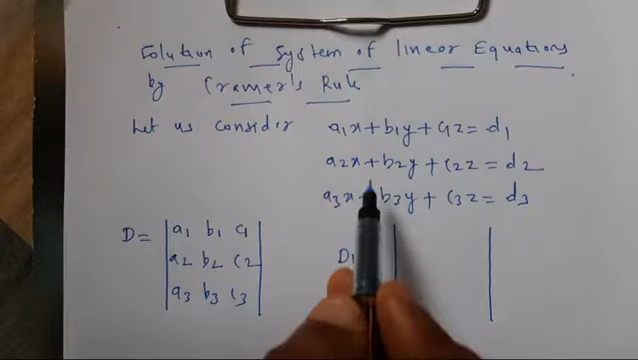 Solution of System of linear Equations
by Cramer's Rule
Let us consider a1x + b1y + c1z = d1
a2x + b2y + c2z = d2
a3x + b3y + c3z = d3
D = | a1 b1 c1 | D1
| a2 b2 c2 |
| a3 b3 c3 |